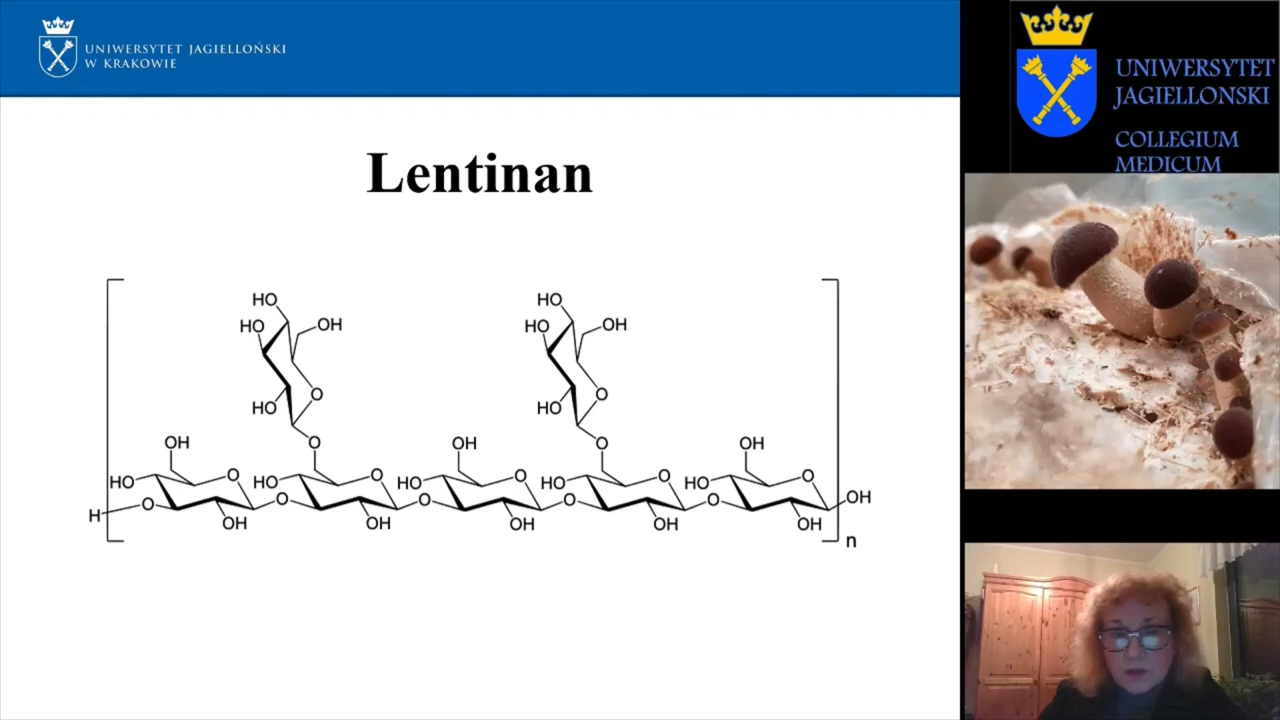 UNIWERSYTET JAGIELLOŃSKI
W KRAKOWIE
Lentinan
HO
HO
OH
HO
O
O
OH
HO
O
H
O
OH
HO
O
O
OH
OH
HO
O
O
OH
HO
HO
OH
HO
O
O
HO
O
O
OH
OH
HO
O
O
OH
OH
n
UNIWERSYTET
JAGIELLONSKI
COLLEGIUM
MEDICUM